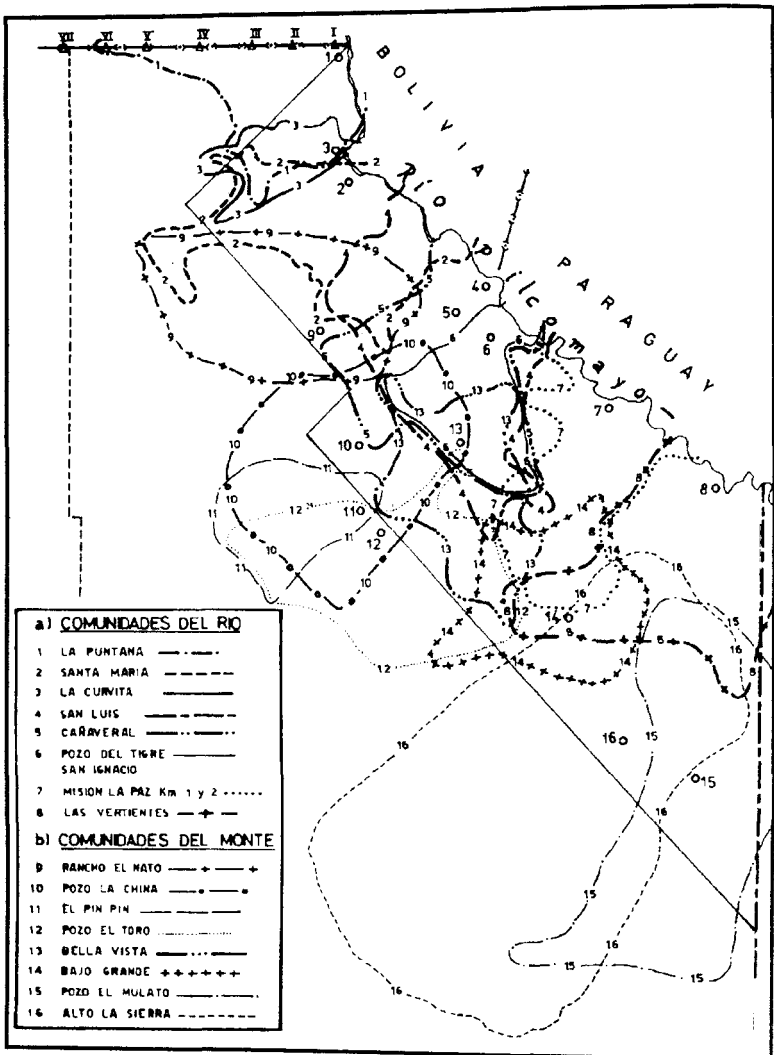 VII VI V IV III II I
BOLIVIA
Río Pilcomayo
PARAGUAY
a) COMUNIDADES DEL RIO
1 LA PUNTANA
2 SANTA MARIA
3 LA CURVITA
4 SAN LUIS
5 CAÑAVERAL
6 POZO DEL TIGRE
SAN IGNACIO
7 MISION LA PAZ Km 1 y 2
8 LAS VERTIENTES
b) COMUNIDADES DEL MONTE
9 RANCHO EL ÑATO
10 POZO LA CHINA
11 EL PIN PIN
12 POZO EL TORO
13 BELLA VISTA
14 BAJO GRANDE
15 POZO EL MULATO
16 ALTO LA SIERRA